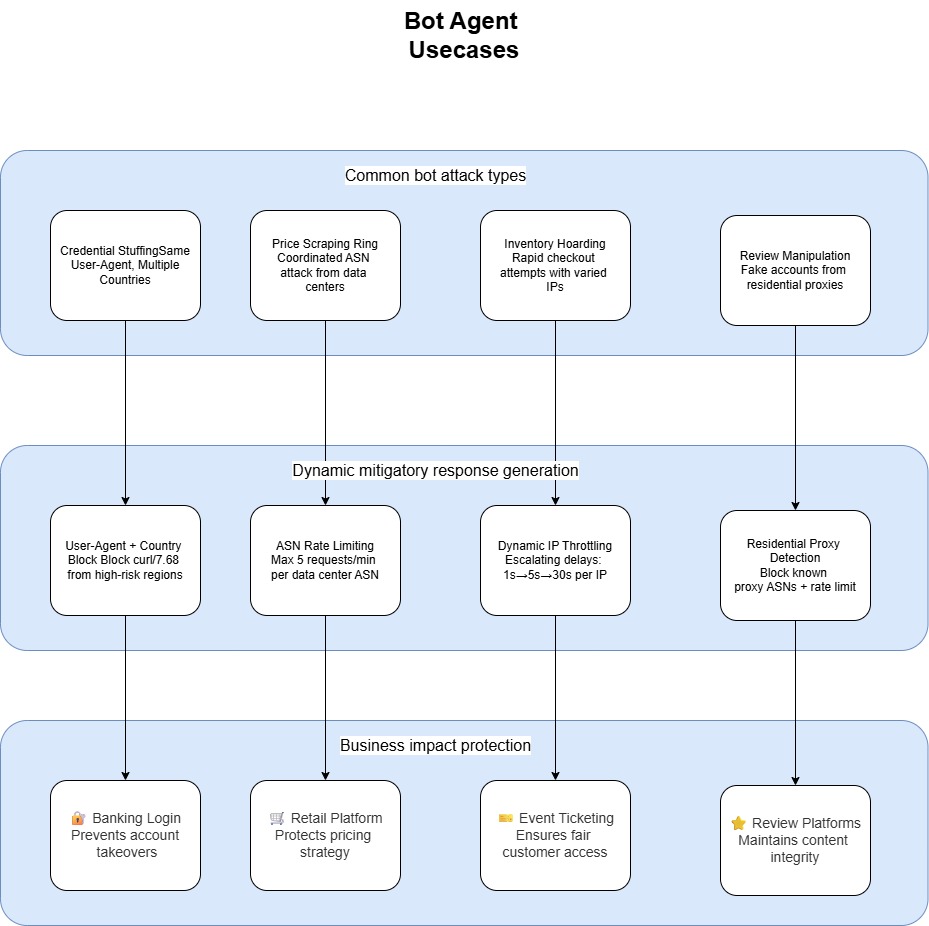 Bot Agent
Usecases
Common bot attack types
Credential StuffingSame
User-Agent, Multiple
Countries
Price Scraping Ring
Coordinated ASN
attack from data
centers
Inventory Hoarding
Rapid checkout
attempts with varied
IPs
Review Manipulation
Fake accounts from
residential proxies
Dynamic mitigatory response generation
User-Agent + Country
Block Block curl/7.68
from high-risk regions
ASN Rate Limiting
Max 5 requests/min
per data center ASN
Dynamic IP Throttling
Escalating delays:
1s→5s→30s per IP
Residential Proxy
Detection
Block known
proxy ASNs + rate limit
Business impact protection
🔐 Banking Login
Prevents account
takeovers
🛒 Retail Platform
Protects pricing
strategy
🎫 Event Ticketing
Ensures fair
customer access
⭐ Review Platforms
Maintains content
integrity